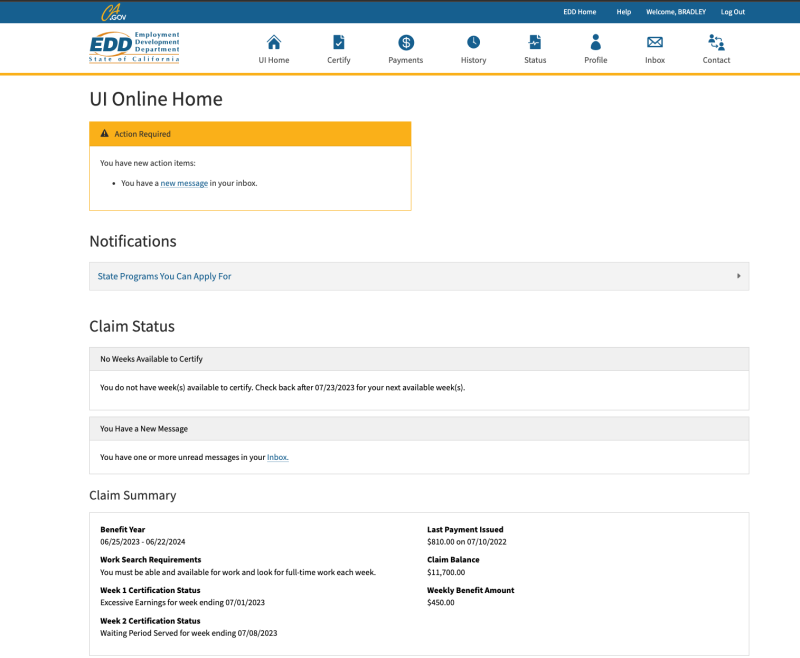 CA
.GOV
EDD Home
Help
Welcome, BRADLEY
Log Out
EDD
Employment
Development
Department
State of California
UI Home
Certify
Payments
History
Status
Profile
Inbox
Contact
UI Online Home
Action Required
You have new action items:
• You have a new message in your inbox.
Notifications
State Programs You Can Apply For
Claim Status
No Weeks Available to Certify
You do not have week(s) available to certify. Check back after 07/23/2023 for your next available week(s).
You Have a New Message
You have one or more unread messages in your Inbox.
Claim Summary
Benefit Year
06/25/2023 - 06/22/2024
Work Search Requirements
You must be able and available for work and look for full-time work each week.
Week 1 Certification Status
Excessive Earnings for week ending 07/01/2023
Week 2 Certification Status
Waiting Period Served for week ending 07/08/2023
Last Payment Issued
$810.00 on 07/10/2022
Claim Balance
$11,700.00
Weekly Benefit Amount
$450.00